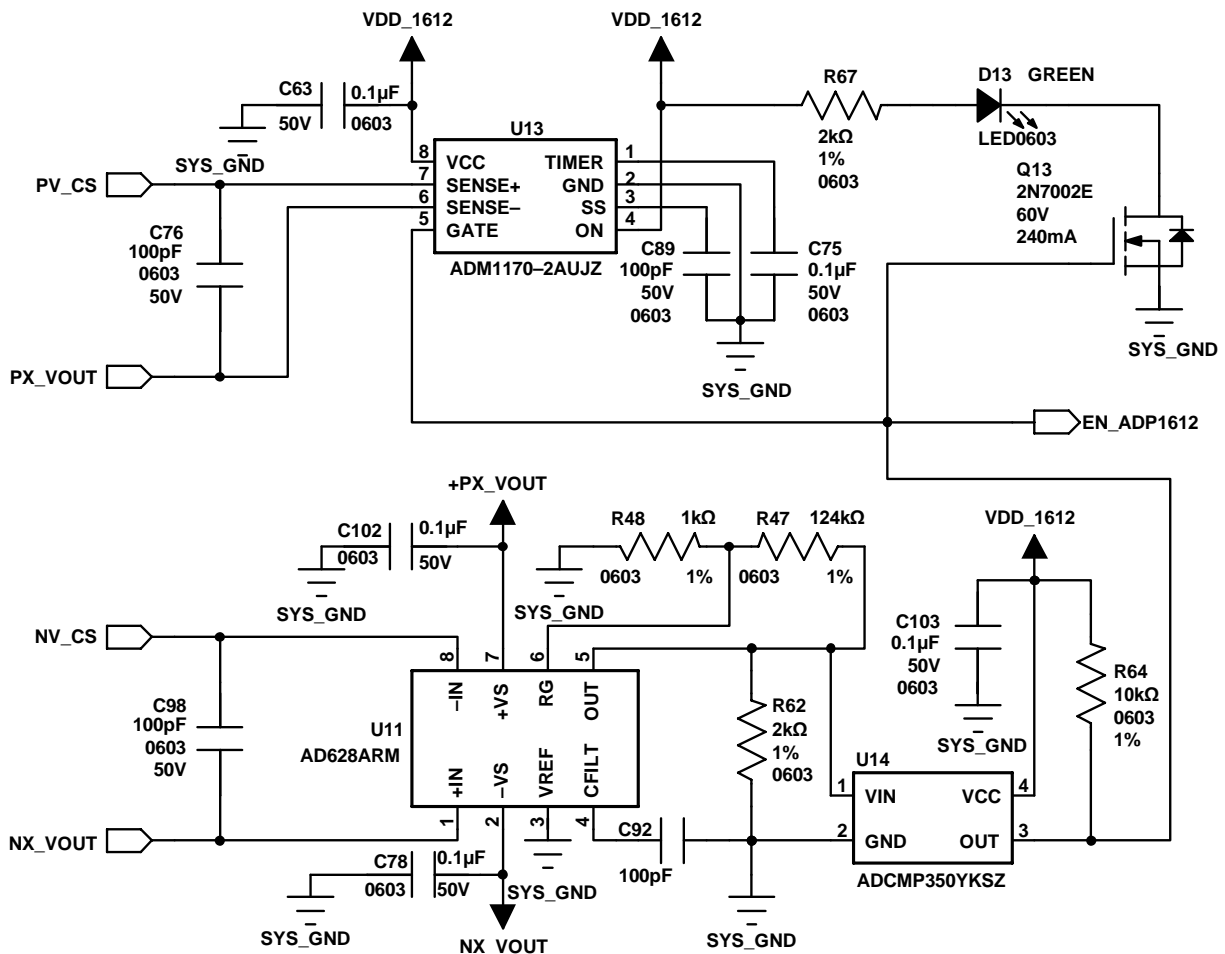 VDD_1612
VDD_1612
C63
0.1µF
50V
0603
SYS_GND
R67
2kΩ
1%
0603
D13 GREEN
LED0603
U13
8 VCC TIMER 1
7 SENSE+ GND 2
6 SENSE– SS 3
5 GATE ON 4
ADM1170–2AUJZ
PV_CS
C76
100pF
0603
50V
PX_VOUT
C89
100pF
50V
0603
C75
0.1µF
50V
0603
SYS_GND
Q13
2N7002E
60V
240mA
SYS_GND
EN_ADP1612
+PX_VOUT
C102
0603
0.1µF
50V
SYS_GND
R48
1kΩ
0603
1%
R47
124kΩ
0603
1%
SYS_GND
VDD_1612
C103
0.1µF
50V
0603
SYS_GND
R64
10kΩ
0603
1%
NV_CS
C98
100pF
0603
50V
NX_VOUT
8 7 6 5
–IN +VS RG OUT
U11
AD628ARM
+IN –VS VREF CFILT
1 2 3 4
R62
2kΩ
1%
0603
U14
1 VIN VCC 4
2 GND OUT 3
ADCMP350YKSZ
C92
100pF
C78
0603
0.1µF
50V
SYS_GND
SYS_GND
NX_VOUT
SYS_GND